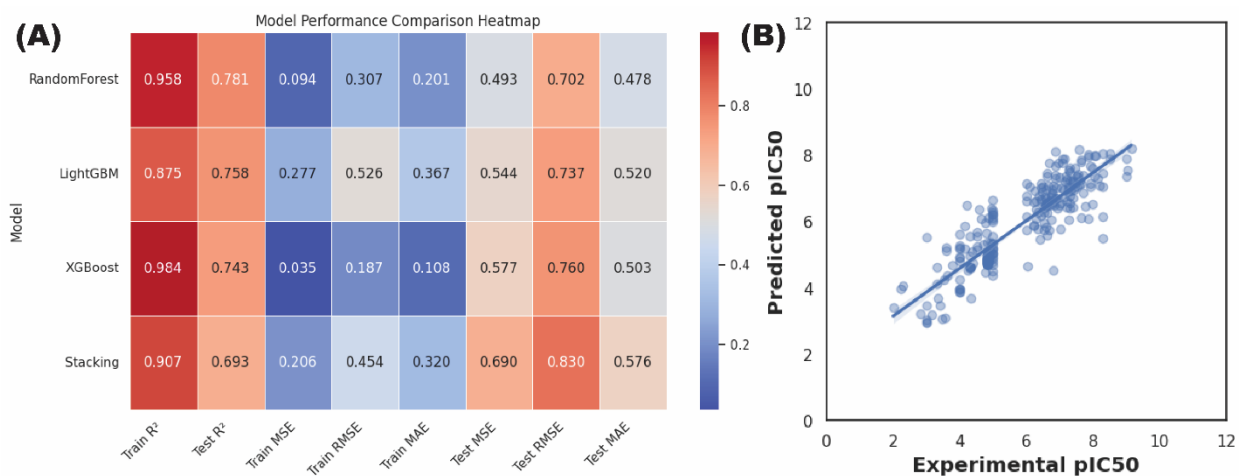 (A)
Model Performance Comparison Heatmap
Model
RandomForest 0.958 0.781 0.094 0.307 0.201 0.493 0.702 0.478
LightGBM 0.875 0.758 0.277 0.526 0.367 0.544 0.737 0.520
XGBoost 0.984 0.743 0.035 0.187 0.108 0.577 0.760 0.503
Stacking 0.907 0.693 0.206 0.454 0.320 0.690 0.830 0.576
Train R² Test R² Train MSE Train RMSE Train MAE Test MSE Test RMSE Test MAE
0.8
0.6
0.4
0.2
(B)
Predicted pIC50
12
10
8
6
4
2
0
0 2 4 6 8 10 12
Experimental pIC50